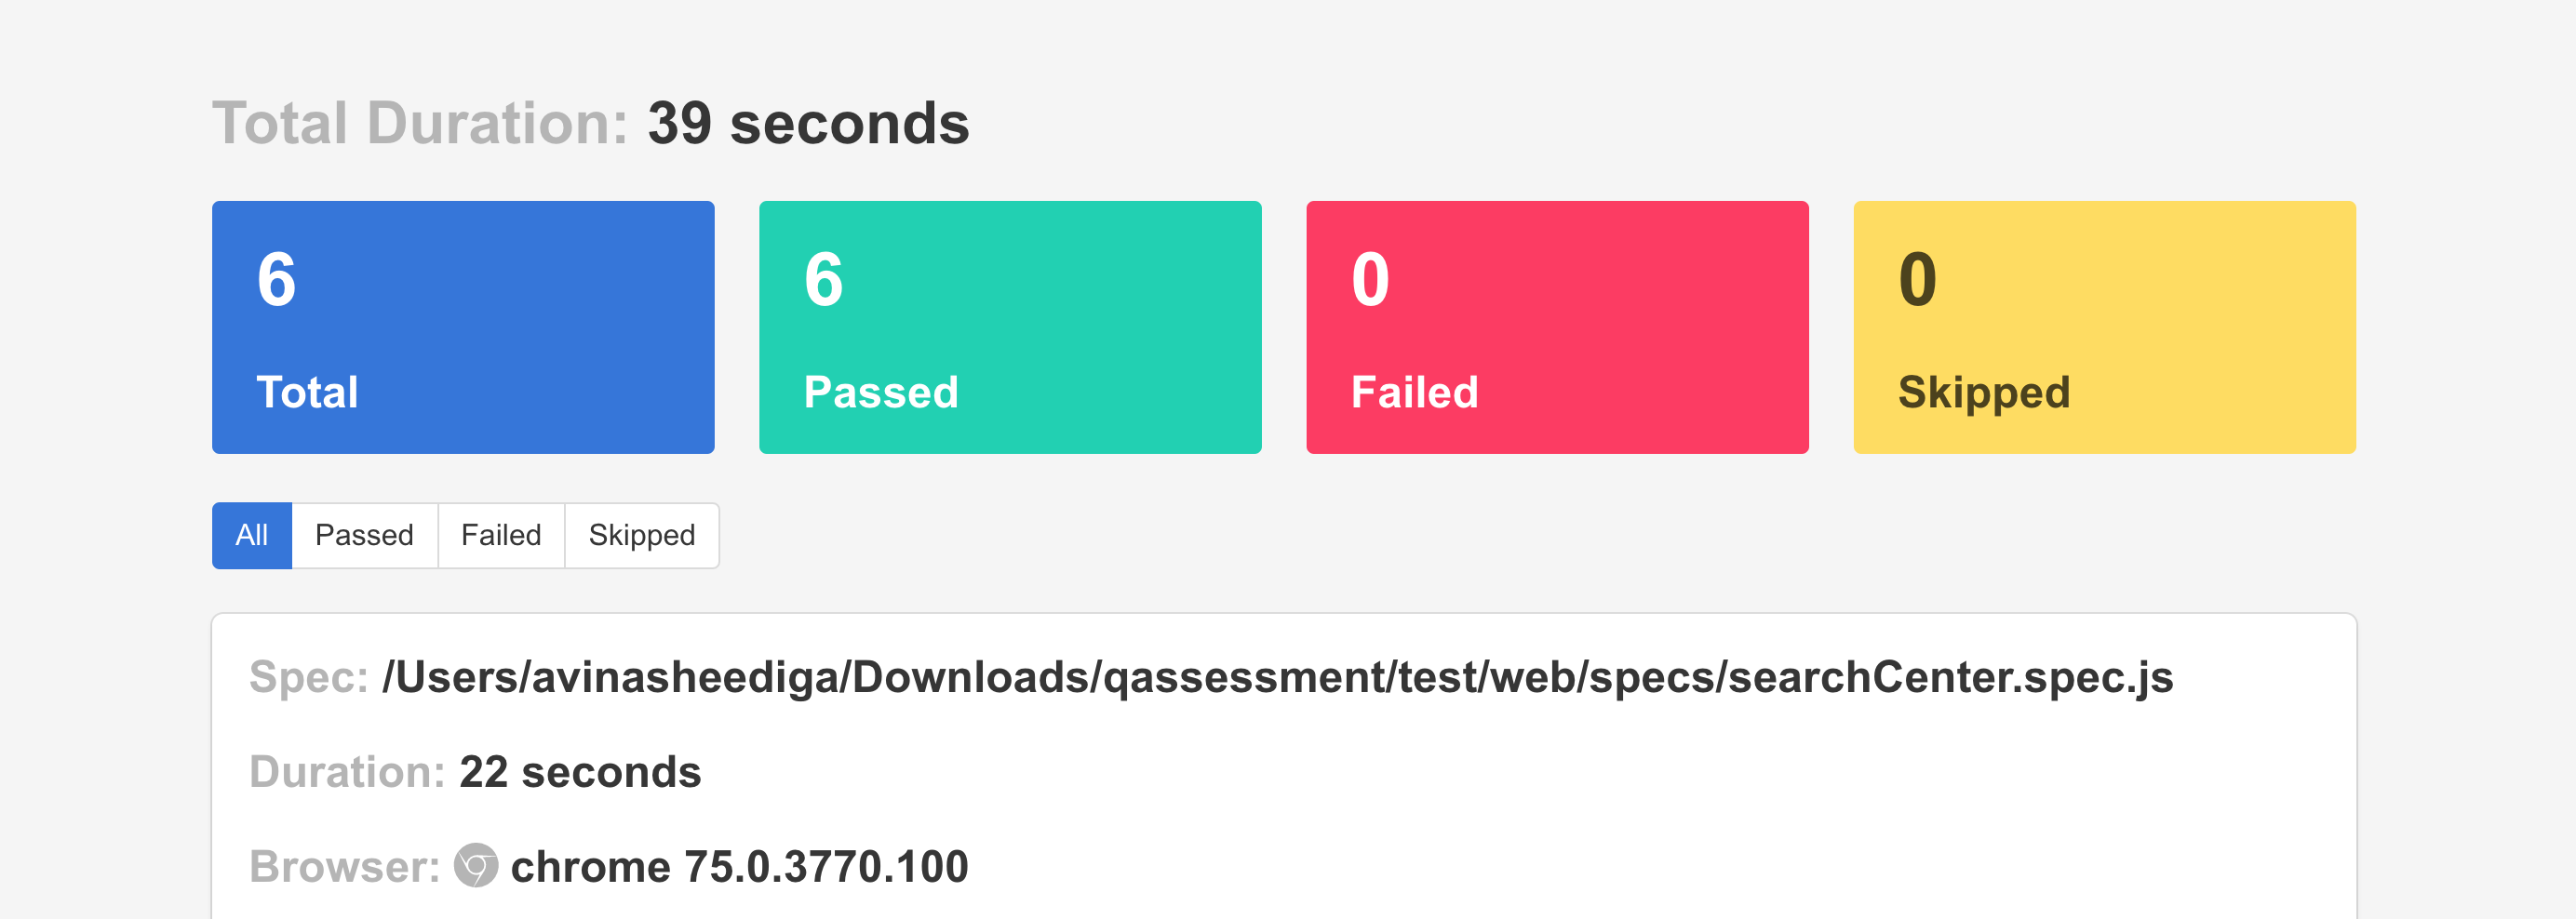 Total Duration: 39 seconds
6
Total
6
Passed
0
Failed
0
Skipped
All Passed Failed Skipped
Spec: /Users/avinasheediga/Downloads/qassessment/test/web/specs/searchCenter.spec.js
Duration: 22 seconds
Browser: chrome 75.0.3770.100